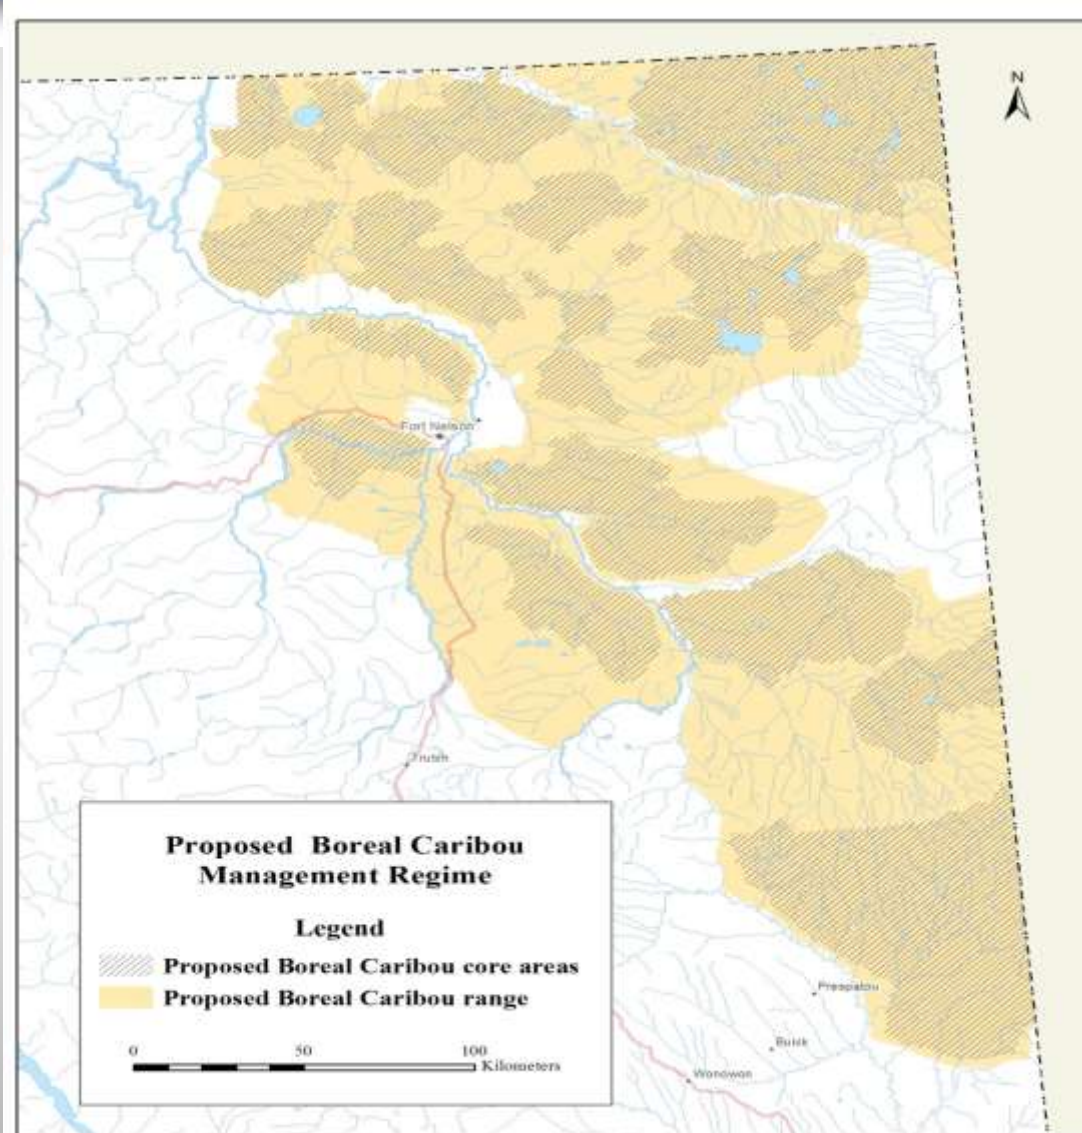 N
Fort Nelson
Trutch
Proposed Boreal Caribou
Management Regime
Legend
Proposed Boreal Caribou core areas
Proposed Boreal Caribou range
0 50 100
Kilometers
Prespatou
Buick
Wonowon